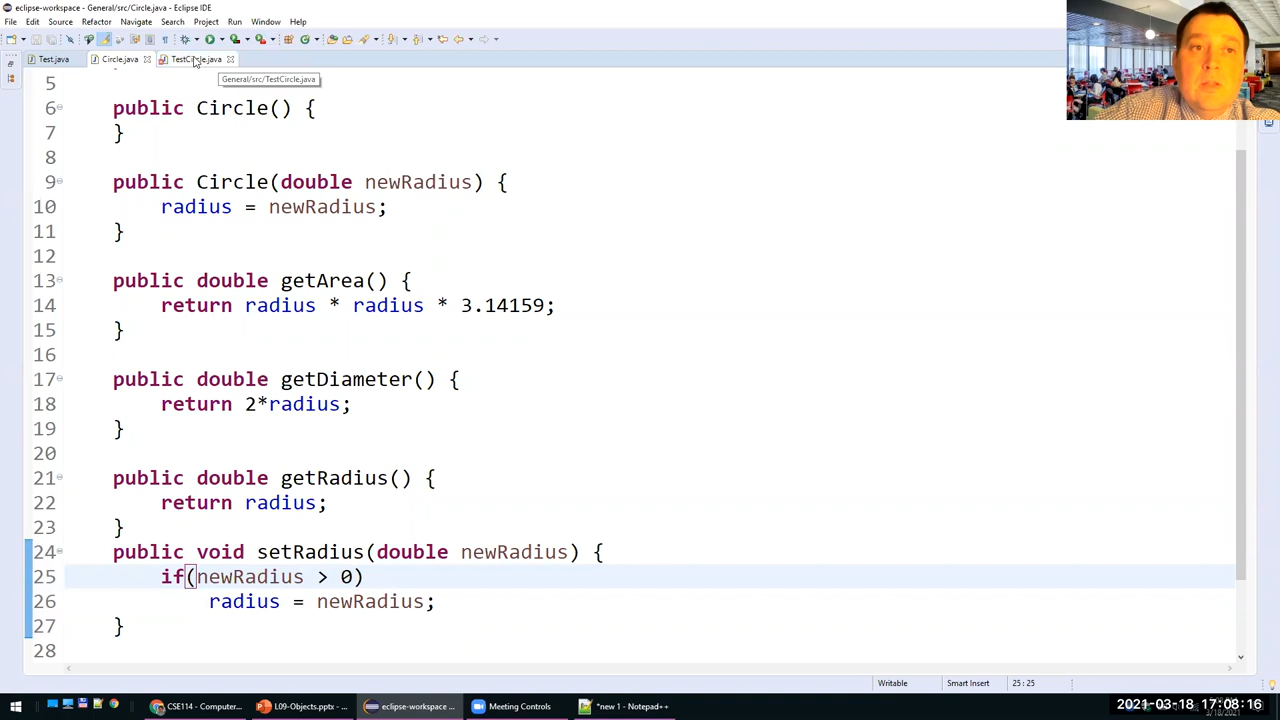 eclipse-workspace - General/src/Circle.java - Eclipse IDE
File Edit Source Refactor Navigate Search Project Run Window Help
Test.java Circle.java TestCircle.java
General/src/TestCircle.java
5
6 public Circle() {
7 }
8
9 public Circle(double newRadius) {
10 radius = newRadius;
11 }
12
13 public double getArea() {
14 return radius * radius * 3.14159;
15 }
16
17 public double getDiameter() {
18 return 2*radius;
19 }
20
21 public double getRadius() {
22 return radius;
23 }
24 public void setRadius(double newRadius) {
25 if(newRadius > 0)
26 radius = newRadius;
27 }
28
Writable Smart Insert 25 : 25
CSE114 - Computer... L09-Objects.pptx - ... eclipse-workspace ... Meeting Controls *new 1 - Notepad++
2021-03-18 17:08:16
3/18/2021